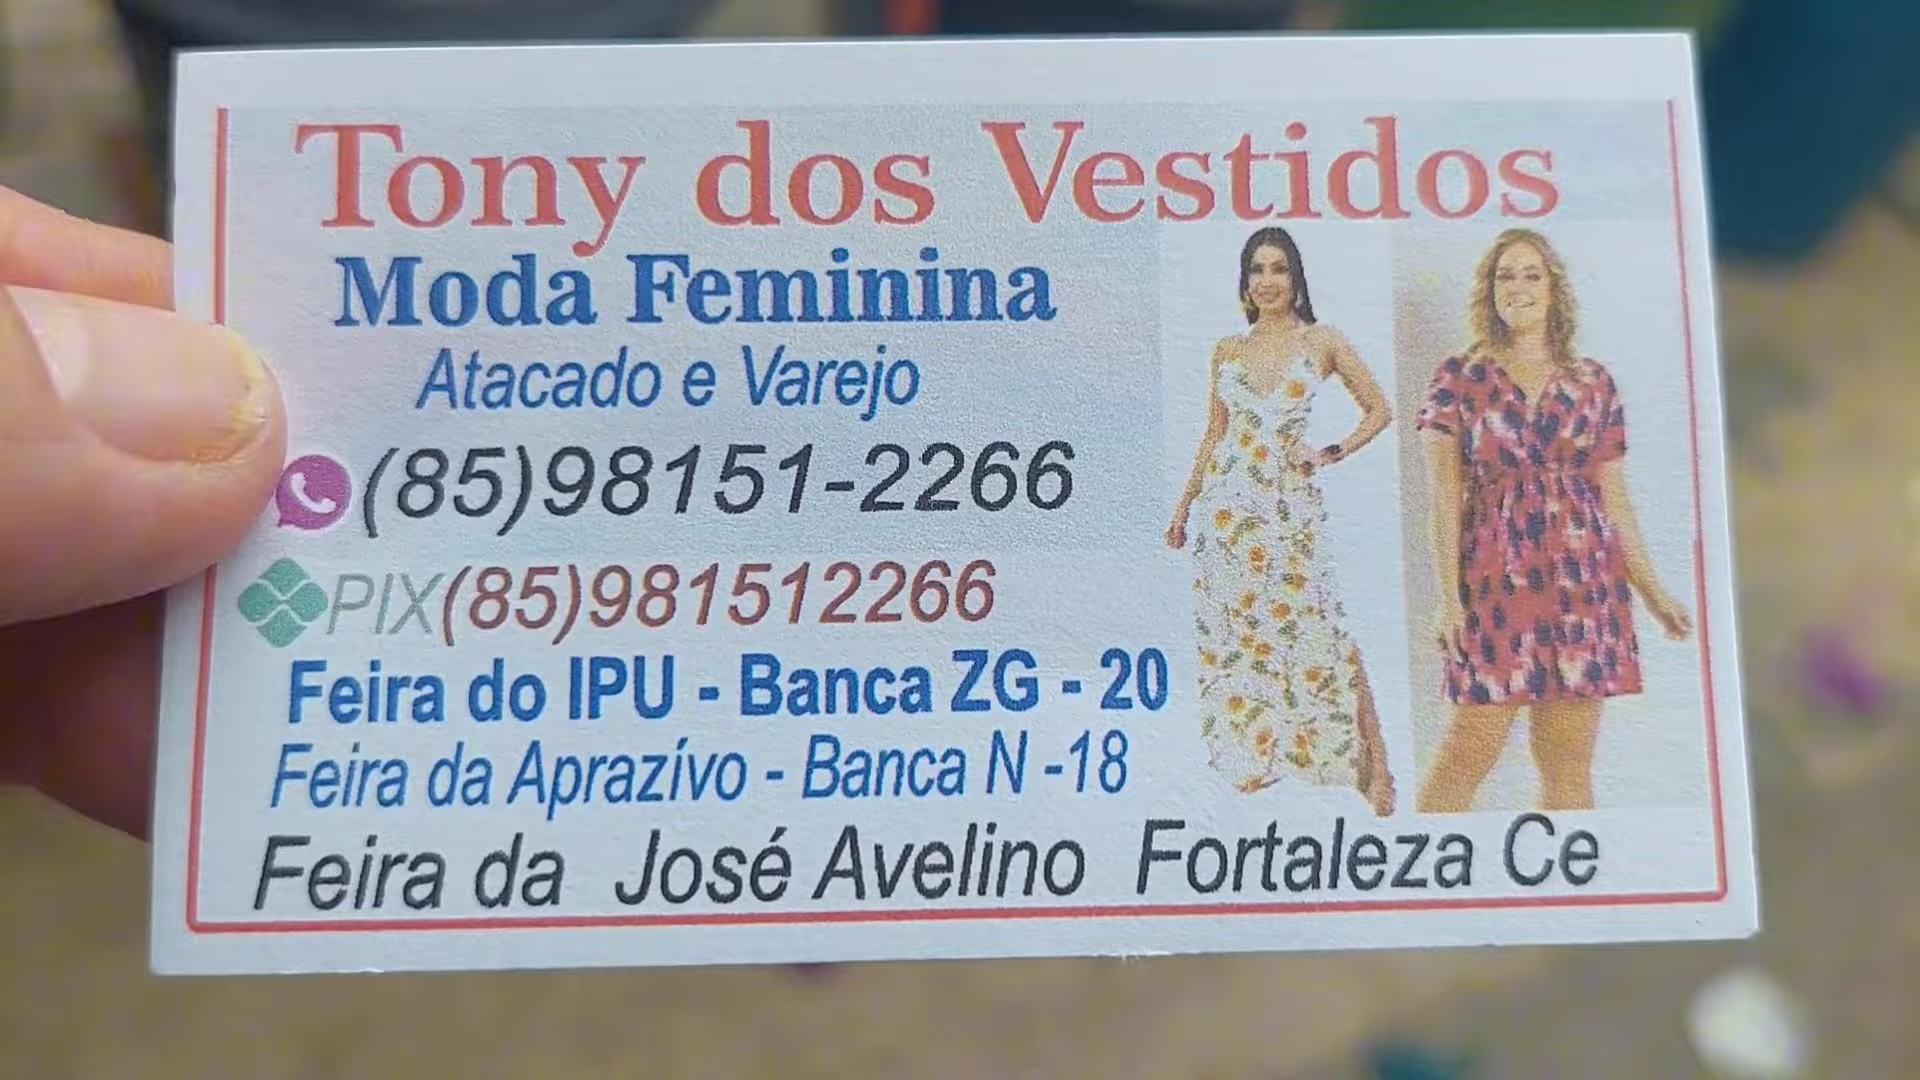 Tony dos Vestidos
Moda Feminina
Atacado e Varejo
(85)98151-2266
PIX(85)981512266
Feira do IPU - Banca ZG - 20
Feira da Aprazívo - Banca N -18
Feira da José Avelino Fortaleza Ce